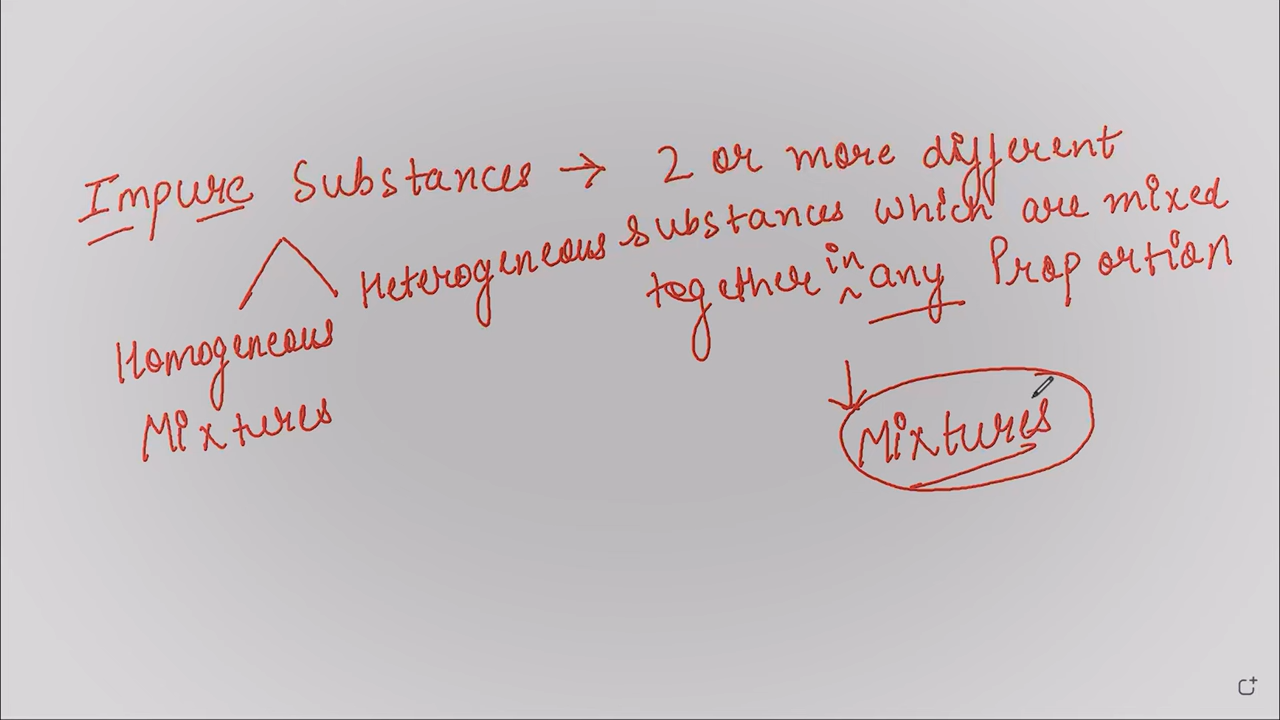 Impure Substances → 2 or more different
substances which are mixed
together in any Proportion
Heterogeneous
Homogeneous
Mixtures
Mixtures